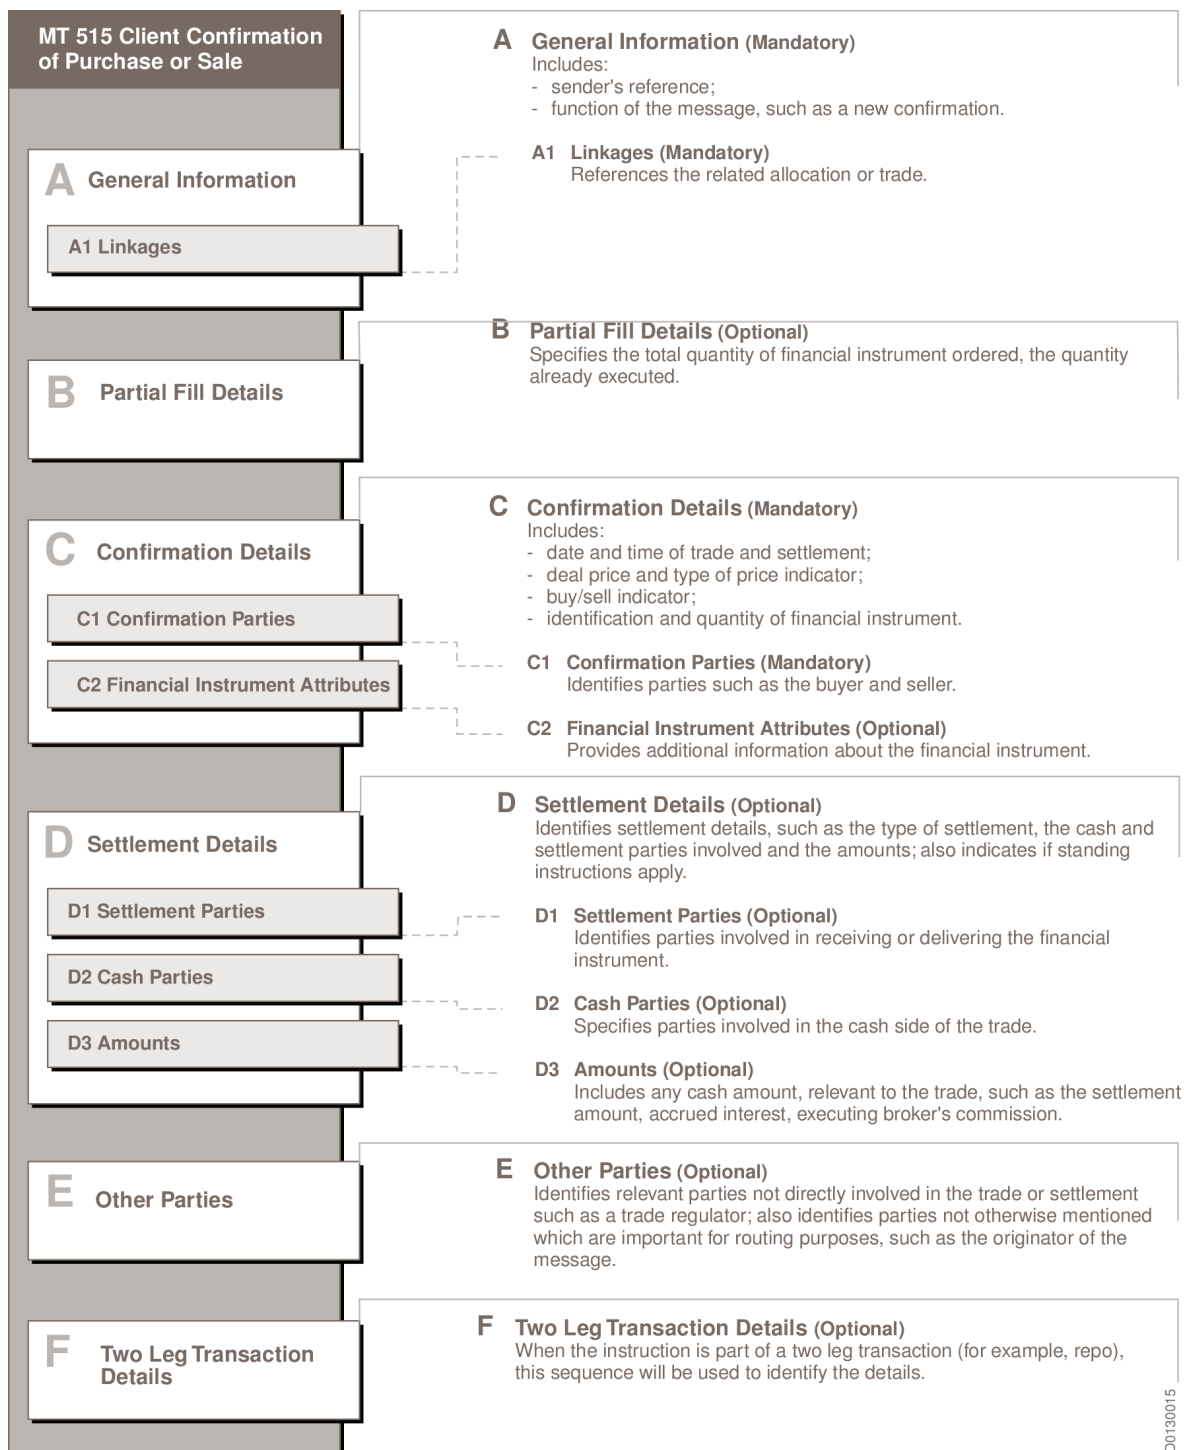 MT 515 Client Confirmation
of Purchase or Sale
A General Information
A1 Linkages
B Partial Fill Details
C Confirmation Details
C1 Confirmation Parties
C2 Financial Instrument Attributes
D Settlement Details
D1 Settlement Parties
D2 Cash Parties
D3 Amounts
E Other Parties
F Two Leg Transaction
Details
A General Information (Mandatory)
Includes:
- sender's reference;
- function of the message, such as a new confirmation.
A1 Linkages (Mandatory)
References the related allocation or trade.
B Partial Fill Details (Optional)
Specifies the total quantity of financial instrument ordered, the quantity
already executed.
C Confirmation Details (Mandatory)
Includes:
- date and time of trade and settlement;
- deal price and type of price indicator;
- buy/sell indicator;
- identification and quantity of financial instrument.
C1 Confirmation Parties (Mandatory)
Identifies parties such as the buyer and seller.
C2 Financial Instrument Attributes (Optional)
Provides additional information about the financial instrument.
D Settlement Details (Optional)
Identifies settlement details, such as the type of settlement, the cash and
settlement parties involved and the amounts; also indicates if standing
instructions apply.
D1 Settlement Parties (Optional)
Identifies parties involved in receiving or delivering the financial
instrument.
D2 Cash Parties (Optional)
Specifies parties involved in the cash side of the trade.
D3 Amounts (Optional)
Includes any cash amount, relevant to the trade, such as the settlement
amount, accrued interest, executing broker's commission.
E Other Parties (Optional)
Identifies relevant parties not directly involved in the trade or settlement
such as a trade regulator; also identifies parties not otherwise mentioned
which are important for routing purposes, such as the originator of the
message.
F Two Leg Transaction Details (Optional)
When the instruction is part of a two leg transaction (for example, repo),
this sequence will be used to identify the details.
D0130015